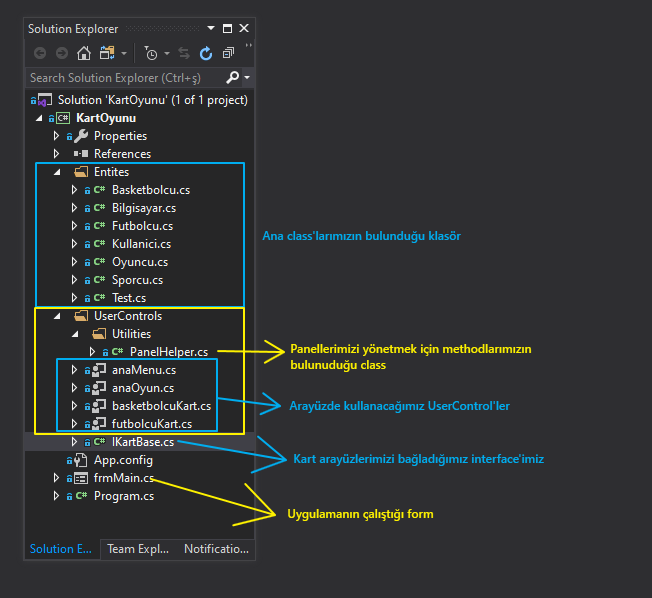 Solution Explorer
Search Solution Explorer (Ctrl+ş)
Solution 'KartOyunu' (1 of 1 project)
C# KartOyunu
Properties
References
Entites
C# Basketbolcu.cs
C# Bilgisayar.cs
C# Futbolcu.cs
C# Kullanici.cs
Ana class'larımızın bulunduğu klasör
C# Oyuncu.cs
C# Sporcu.cs
C# Test.cs
UserControls
Utilities
C# PanelHelper.cs
Panellerimizi yönetmek için methodlarımızın
bulunuduğu class
anaMenu.cs
anaOyun.cs
basketbolcuKart.cs
Arayüzde kullanacağımız UserControl'ler
futbolcuKart.cs
C# IKartBase.cs
Kart arayüzlerimizi bağladığımız interface'imiz
App.config
frmMain.cs
C# Program.cs
Uygulamanın çalıştığı form
Solution E... Team Expl... Notificatio...